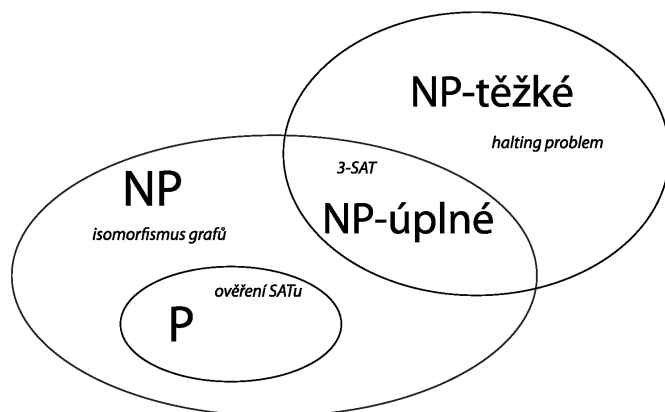 NP-těžké
halting problem
3-SAT
NP
NP-úplné
isomorfismus grafů
ověření SATu
P